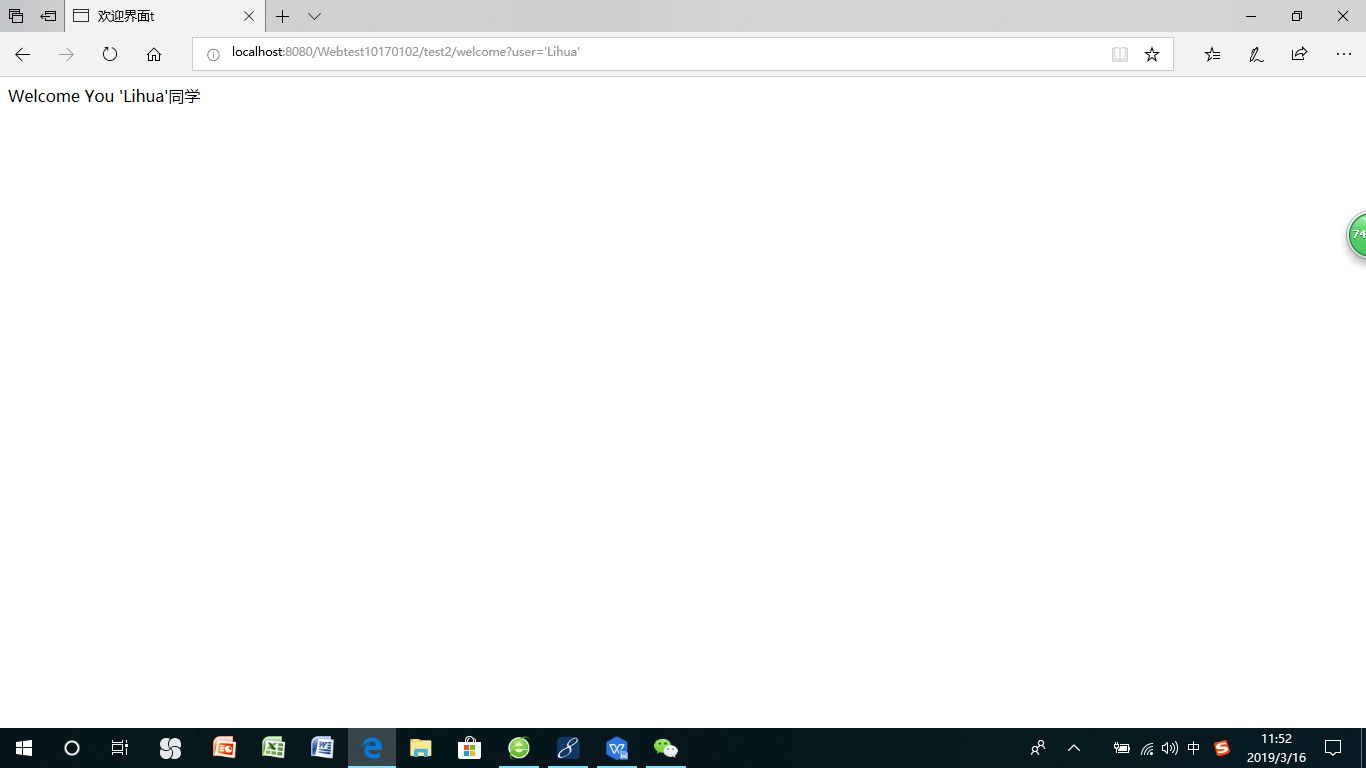 欢迎界面t
localhost:8080/Webtest10170102/test2/welcome?user='Lihua'
Welcome You 'Lihua'同学
74
中
11:52
2019/3/16